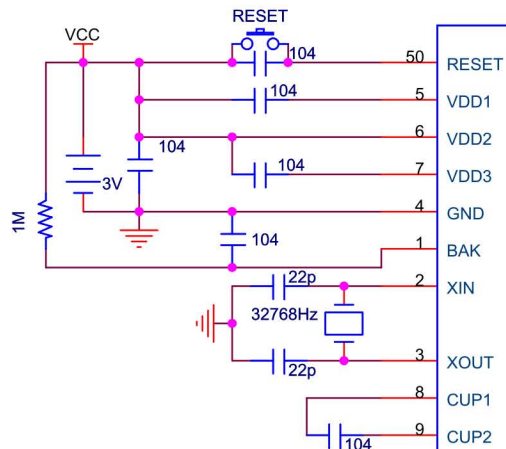 RESET
VCC
104
50
RESET
104
5
VDD1
104
6
VDD2
3V
104
7
VDD3
1M
4
GND
104
1
BAK
22p
2
XIN
32768Hz
22p
3
XOUT
8
CUP1
104
9
CUP2